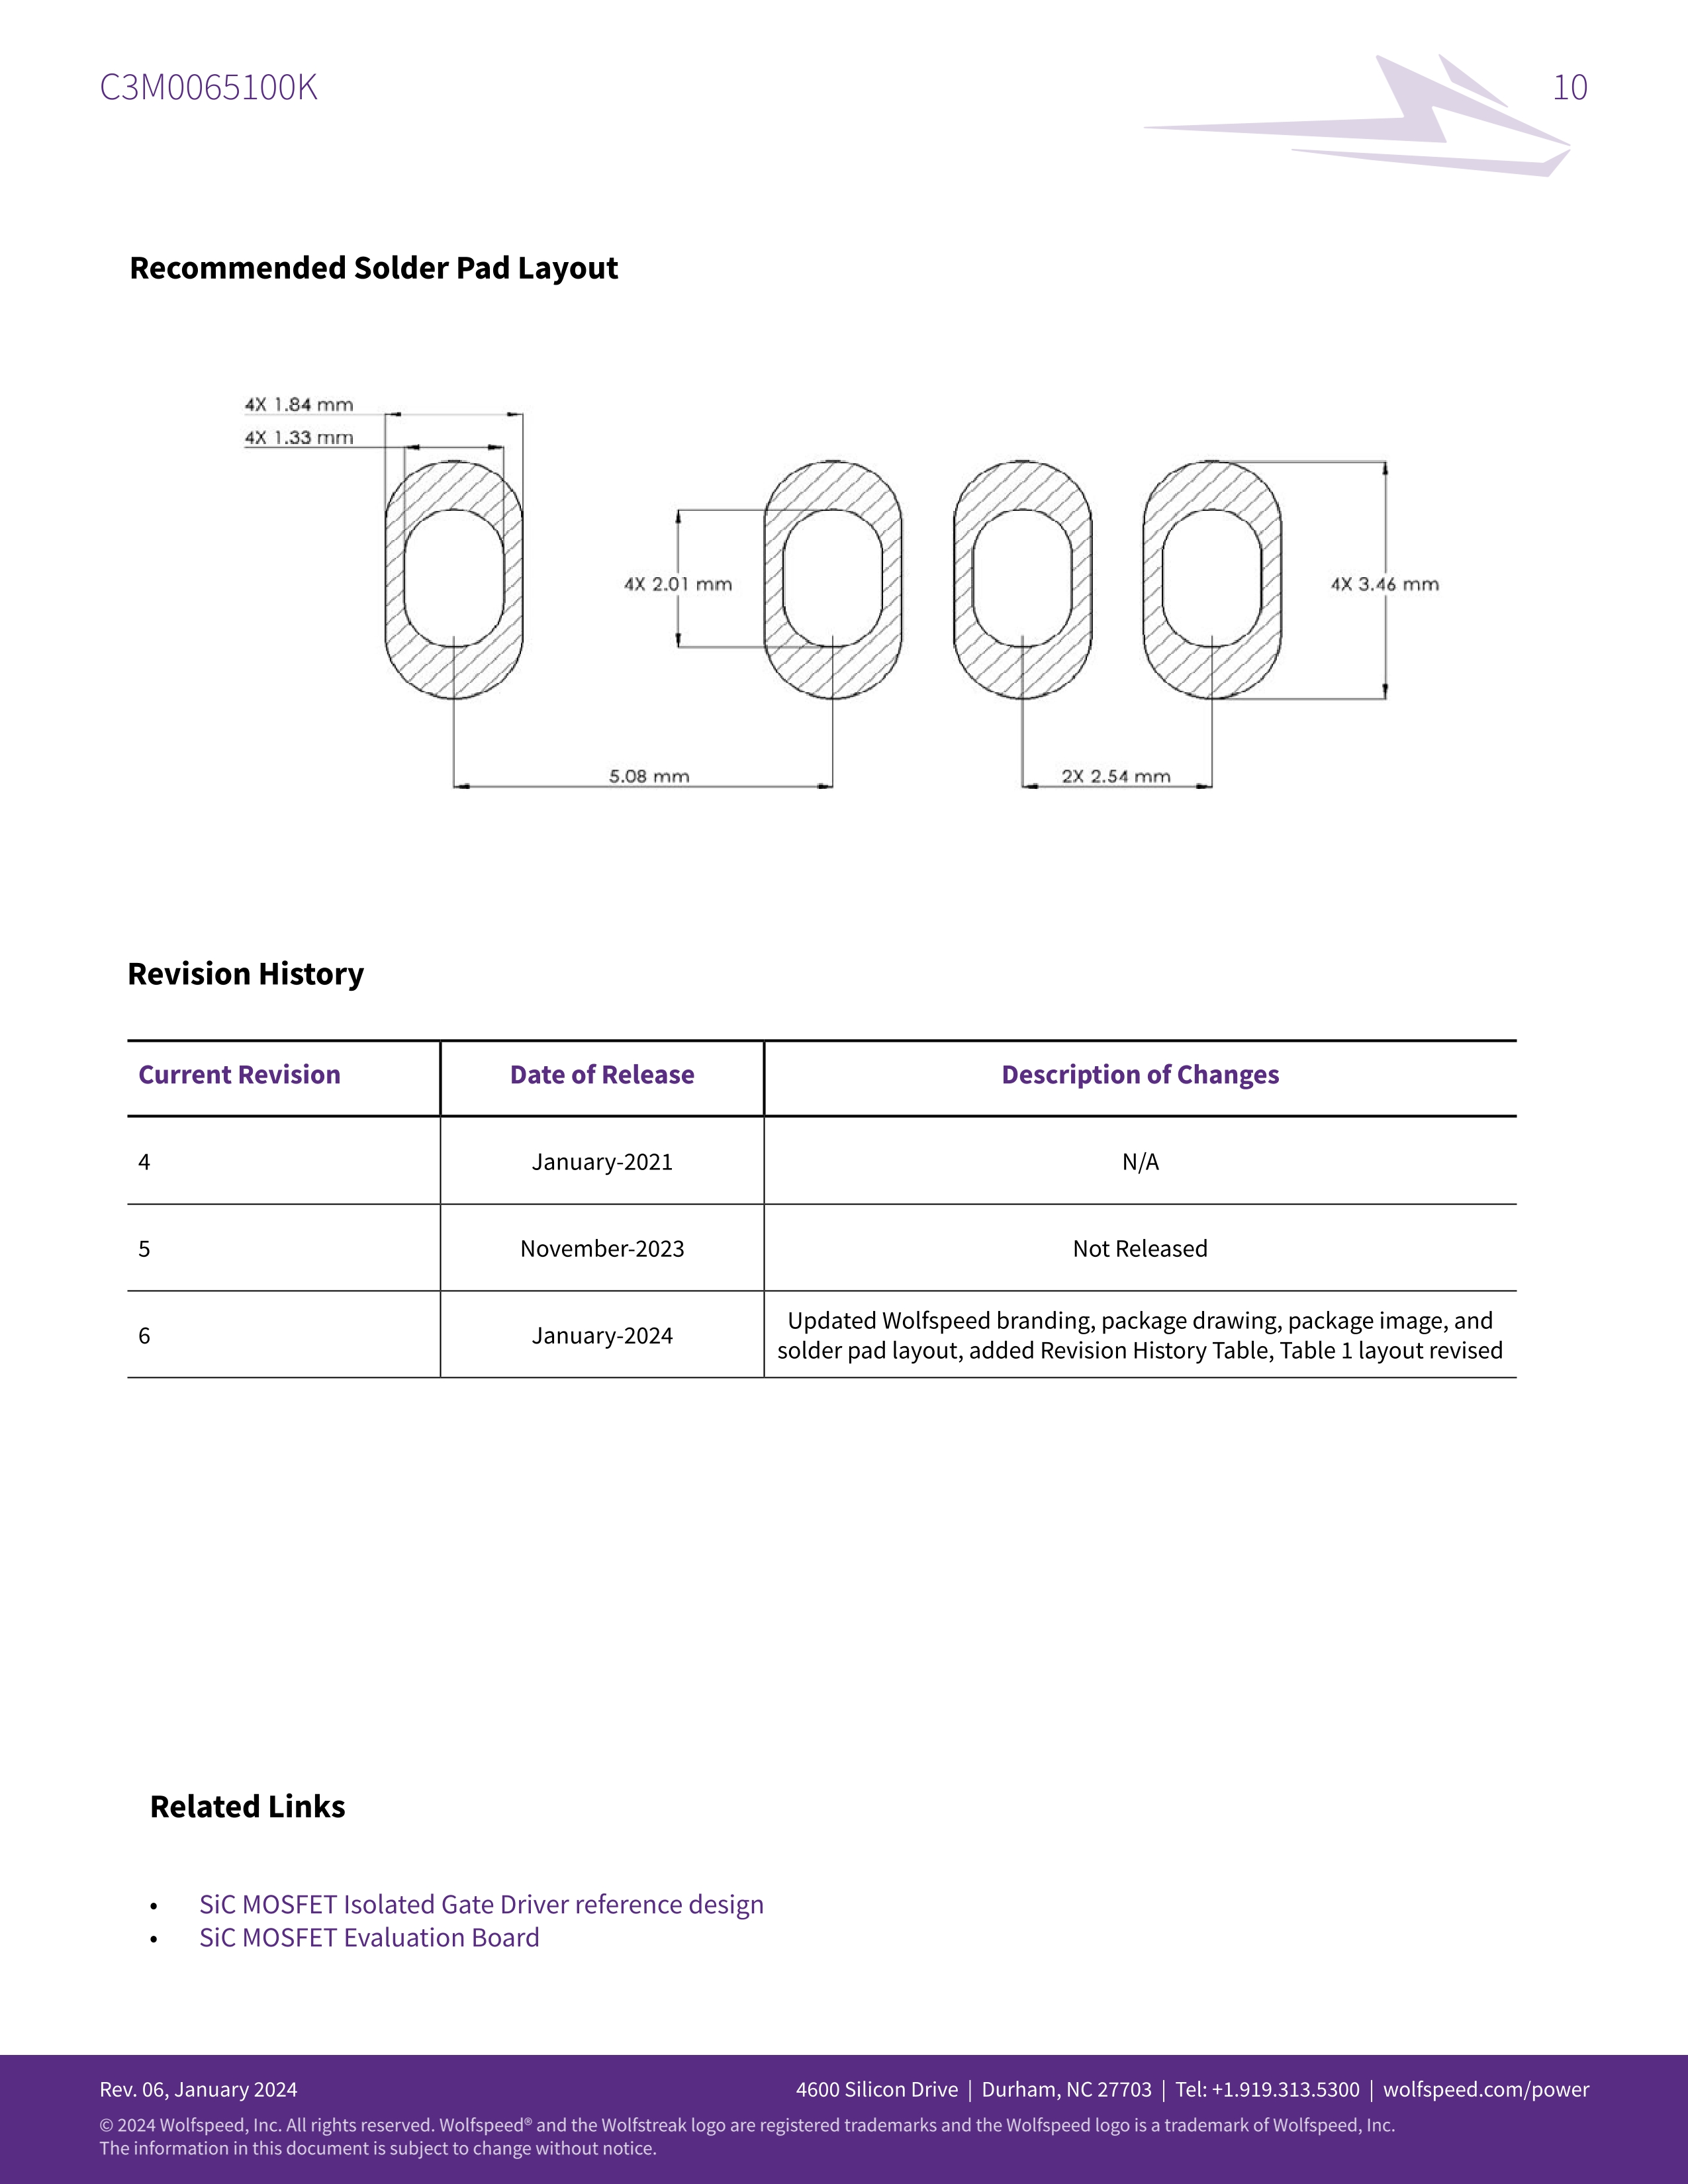 C3M0065100K
10
Recommended Solder Pad Layout
4X 1.84 mm
4X 1.33 mm
4X 2.01 mm
4X 3.46 mm
5.08 mm
2X 2.54 mm
Revision History
Current Revision Date of Release Description of Changes
4 January-2021 N/A
5 November-2023 Not Released
6 January-2024 Updated Wolfspeed branding, package drawing, package image, and
solder pad layout, added Revision History Table, Table 1 layout revised
Related Links
• SiC MOSFET Isolated Gate Driver reference design
• SiC MOSFET Evaluation Board
Rev. 06, January 2024 4600 Silicon Drive | Durham, NC 27703 | Tel: +1.919.313.5300 | wolfspeed.com/power
© 2024 Wolfspeed, Inc. All rights reserved. Wolfspeed® and the Wolfstreak logo are registered trademarks and the Wolfspeed logo is a trademark of Wolfspeed, Inc.
The information in this document is subject to change without notice.